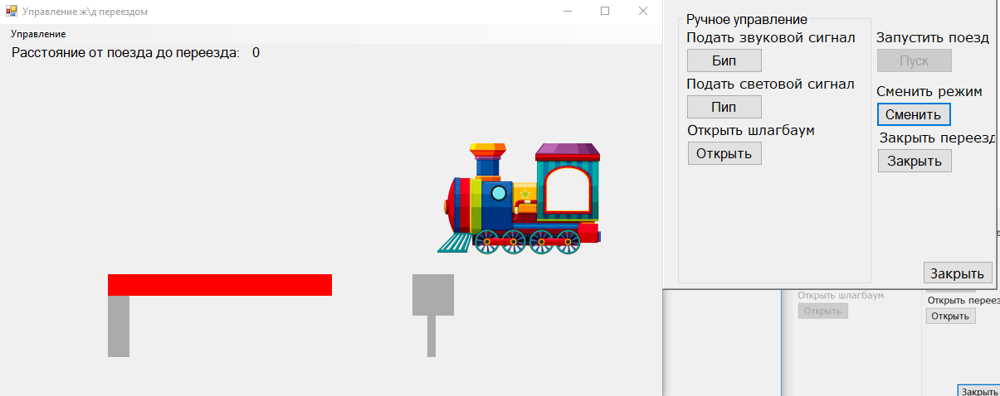 Управление ж\д переездом
Управление
Расстояние от поезда до переезда: 0
Ручное управление
Подать звуковой сигнал
Бип
Подать световой сигнал
Пип
Открыть шлагбаум
Открыть
Запустить поезд
Пуск
Сменить режим
Сменить
Закрыть переезд
Закрыть
Закрыть
Открыть шлагбаум
Открыть
Открыть переез
Открыть
Закрыть